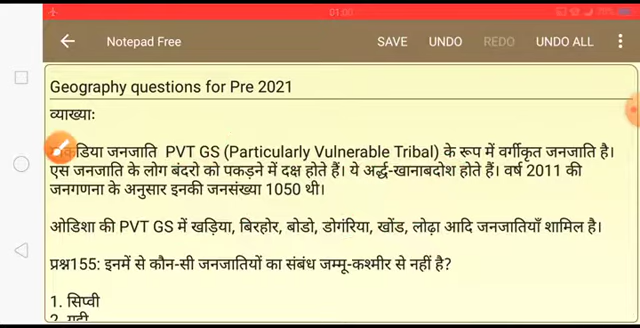 01:00
Notepad Free SAVE UNDO REDO UNDO ALL
Geography questions for Pre 2021
व्याख्याः
डिया जनजाति PVT GS (Particularly Vulnerable Tribal) के रूप में वर्गीकृत जनजाति है।
एस जनजाति के लोग बंदरो को पकड़ने में दक्ष होते हैं। ये अर्द्ध-खानाबदोश होते हैं। वर्ष 2011 की
जनगणना के अनुसार इनकी जनसंख्या 1050 थी।
ओडिशा की PVT GS में खड़िया, बिरहोर, बोडो, डोगंरिया, खोंड, लोढ़ा आदि जनजातियाँ शामिल है।
प्रश्न155: इनमें से कौन-सी जनजातियों का संबंध जम्मू-कश्मीर से नहीं है?
1. सिप्वी